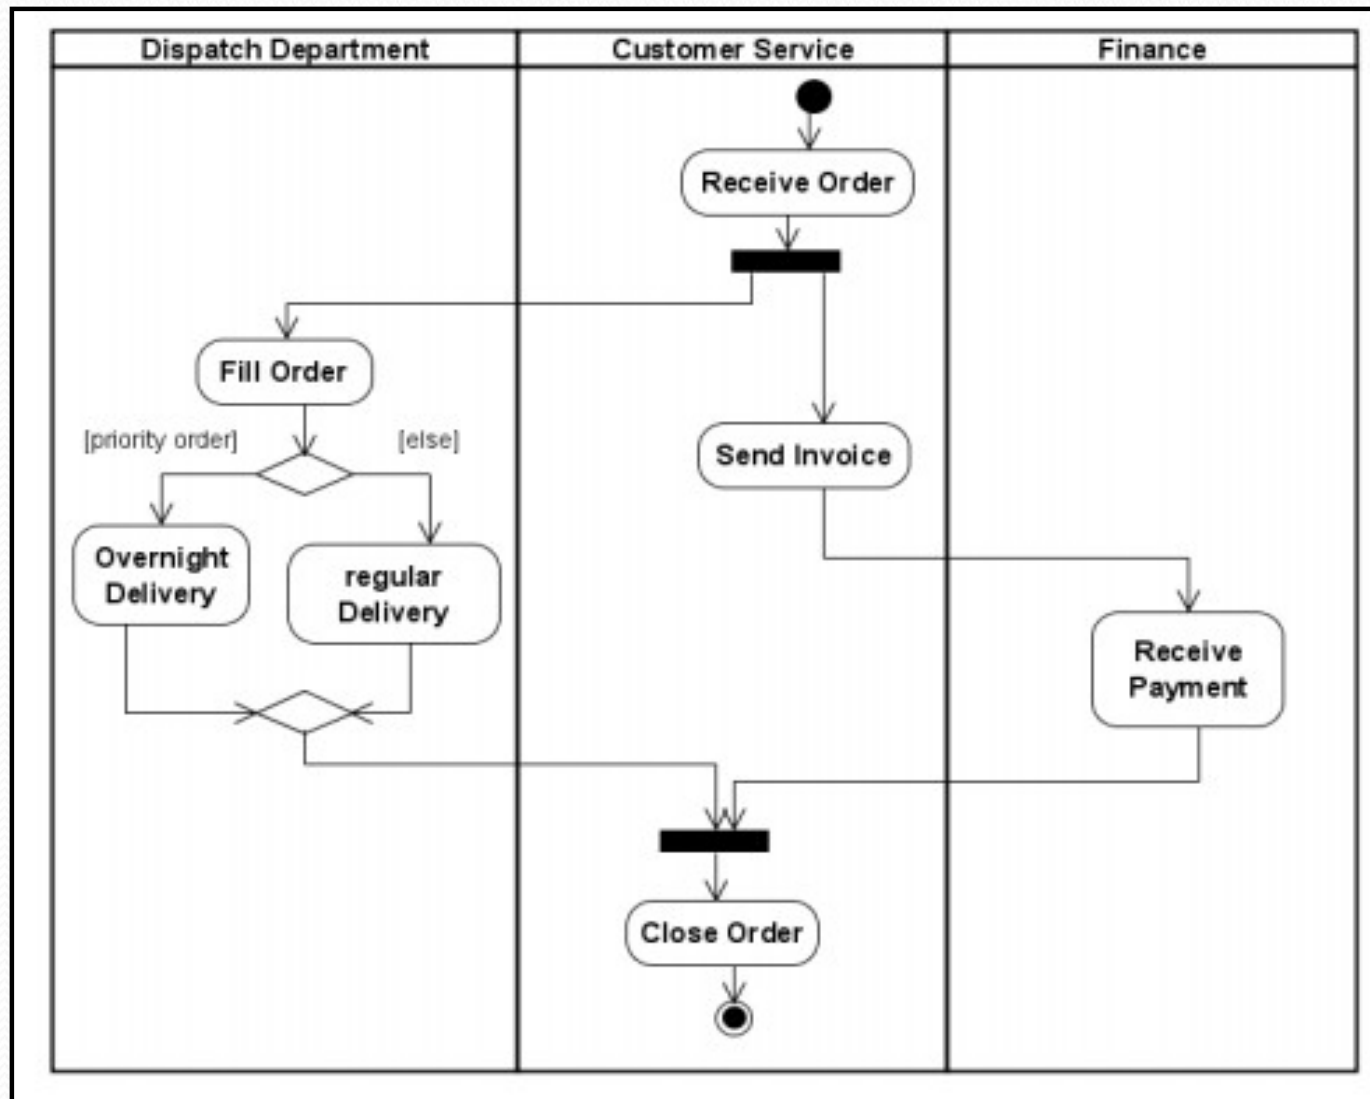 Dispatch Department
Customer Service
Finance
Receive Order
Fill Order
[priority order]
[else]
Send Invoice
Overnight
Delivery
regular
Delivery
Receive
Payment
Close Order